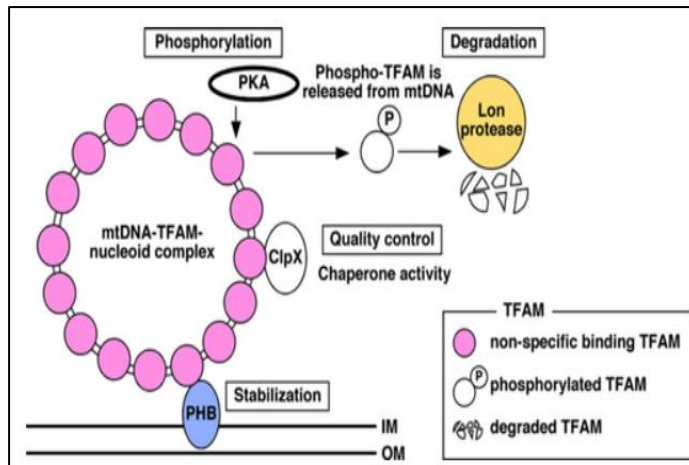 Phosphorylation
Degradation
PKA
Phospho-TFAM is
released from mtDNA
P
Lon
protease
mtDNA-TFAM-
nucleoid complex
ClpX
Quality control
Chaperone activity
TFAM
non-specific binding TFAM
P
phosphorylated TFAM
degraded TFAM
Stabilization
PHB
IM
OM